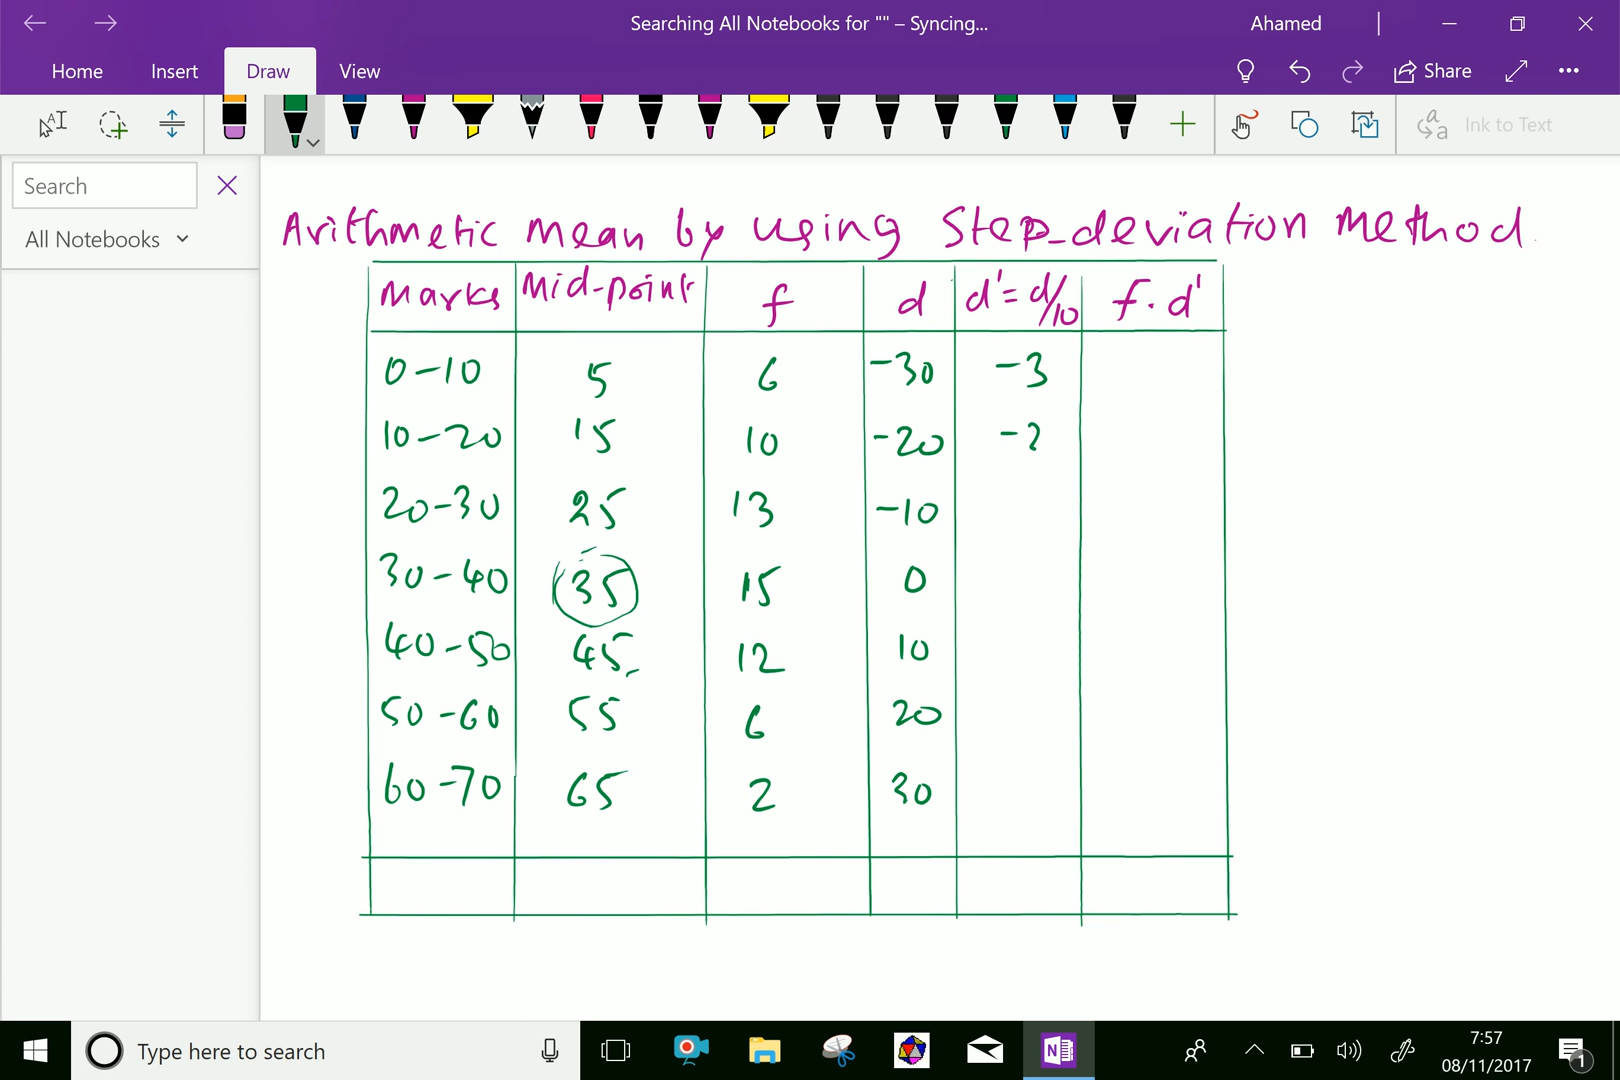 Searching All Notebooks for "" – Syncing...
Ahamed
Home Insert Draw View
Share
Ink to Text
Search
All Notebooks
Arithmetic mean by using Step-deviation Method.
Marks Mid-point f d d'=d/10 f.d'
0-10 5 6 -30 -3
10-20 15 10 -20 -2
20-30 25 13 -10
30-40 35 15 0
40-50 45 12 10
50-60 55 6 20
60-70 65 2 30
Type here to search
7:57
08/11/2017
1